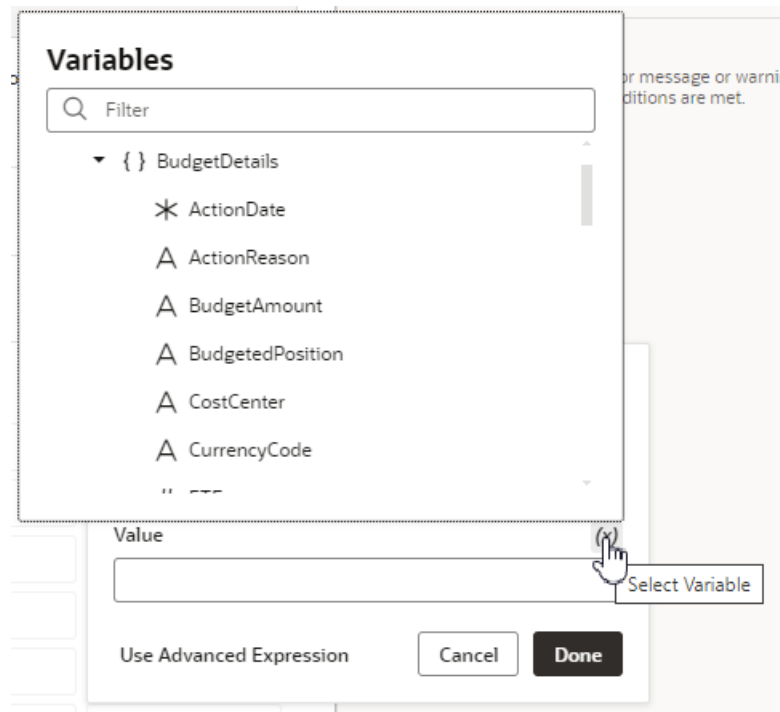 Variables
Filter
{ } BudgetDetails
ActionDate
A ActionReason
A BudgetAmount
A BudgetedPosition
A CostCenter
A CurrencyCode
or message or warni
ditions are met.
Value
(x)
Select Variable
Use Advanced Expression
Cancel
Done